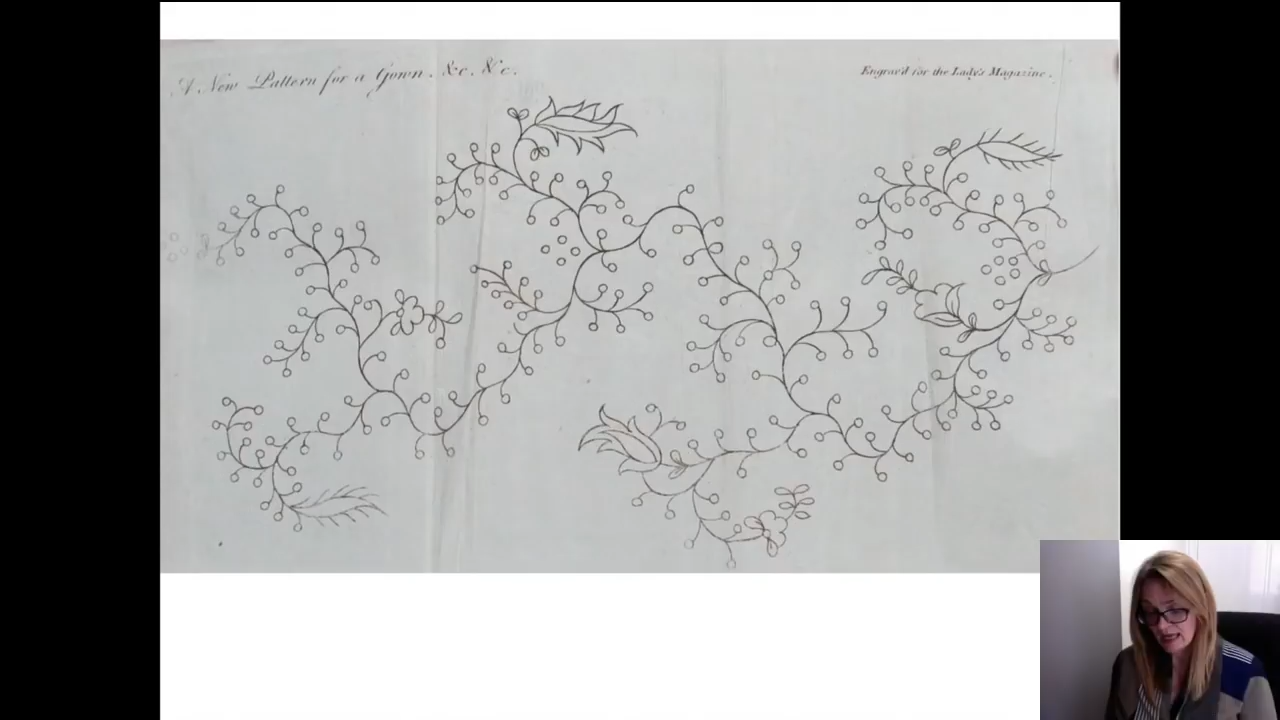 A New Pattern for a Gown. &c. &c.
Engrav'd for the Lady's Magazine.